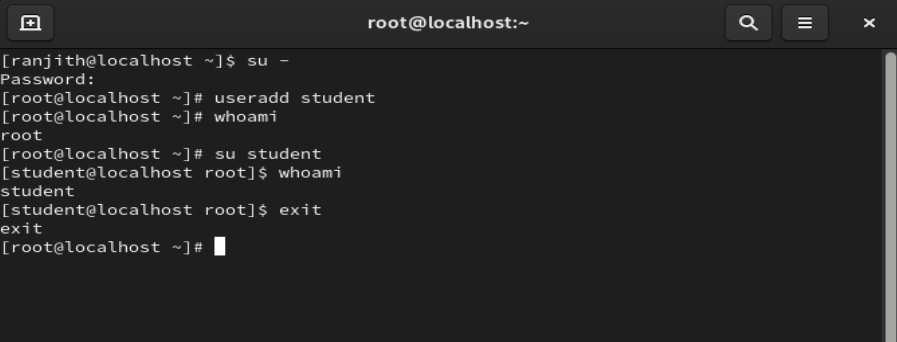 root@localhost:~
[ranjith@localhost ~]$ su -
Password:
[root@localhost ~]# useradd student
[root@localhost ~]# whoami
root
[root@localhost ~]# su student
[student@localhost root]$ whoami
student
[student@localhost root]$ exit
exit
[root@localhost ~]#